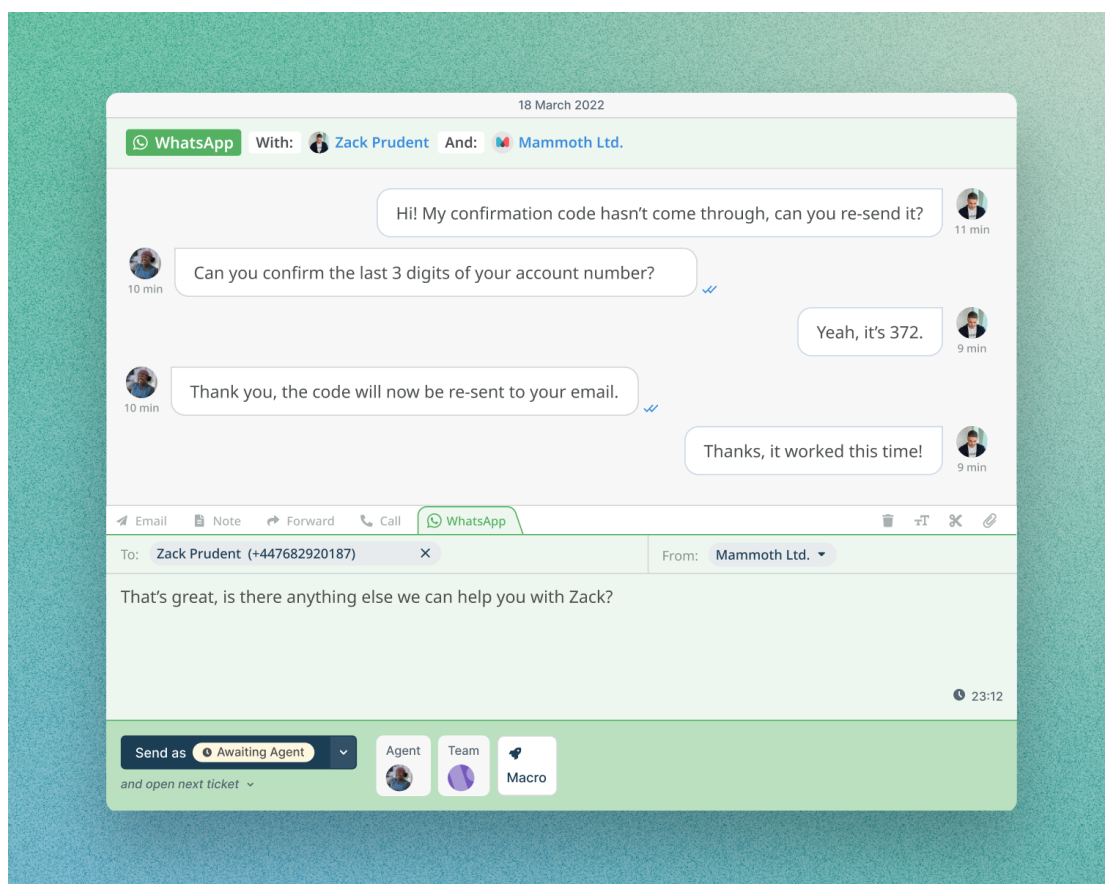 18 March 2022
WhatsApp With: Zack Prudent And: Mammoth Ltd.
Hi! My confirmation code hasn't come through, can you re-send it?
11 min
Can you confirm the last 3 digits of your account number?
10 min
Yeah, it's 372.
9 min
Thank you, the code will now be re-sent to your email.
10 min
Thanks, it worked this time!
9 min
Email Note Forward Call WhatsApp
To: Zack Prudent (+447682920187) From: Mammoth Ltd.
That's great, is there anything else we can help you with Zack?
23:12
Send as Awaiting Agent
and open next ticket
Agent Team Macro